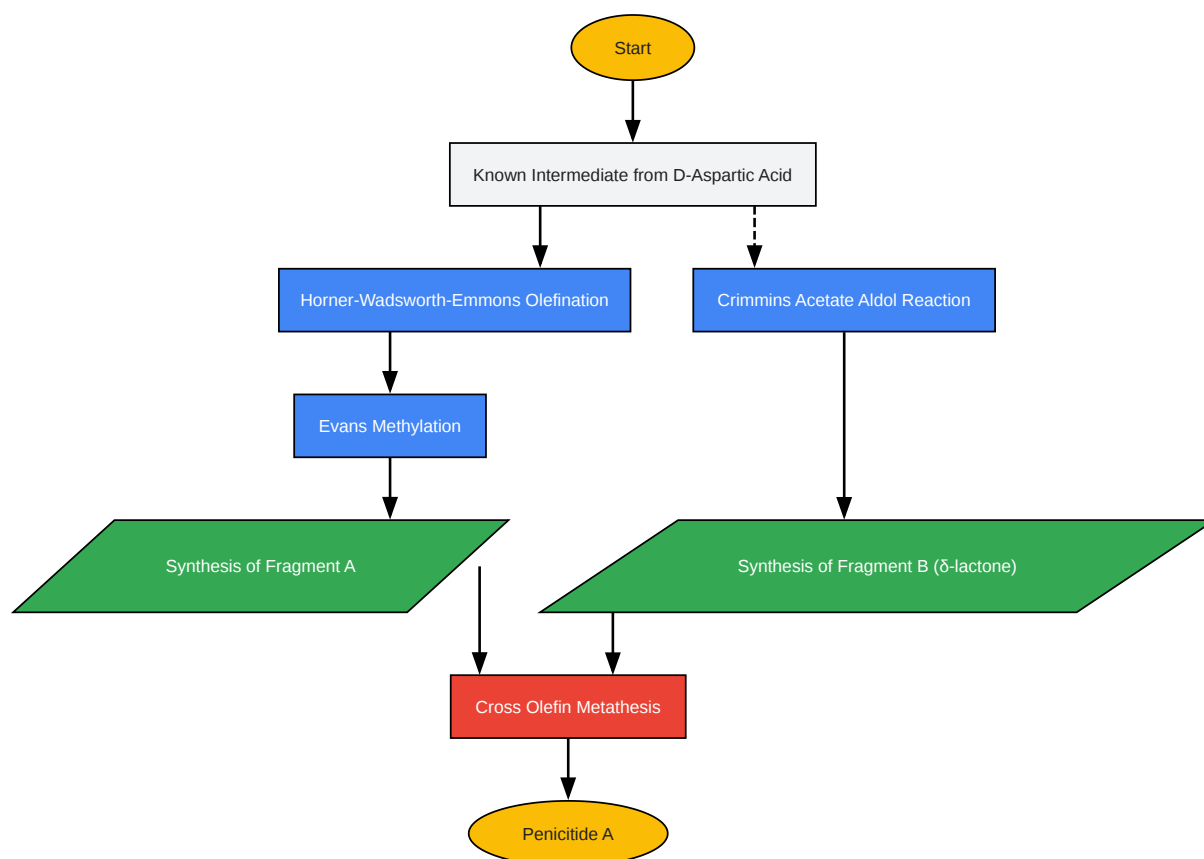 Start
Known Intermediate from D-Aspartic Acid
Horner-Wadsworth-Emmons Olefination
Crimmins Acetate Aldol Reaction
Evans Methylation
Synthesis of Fragment A
Synthesis of Fragment B (δ-lactone)
Cross Olefin Metathesis
Penicitide A